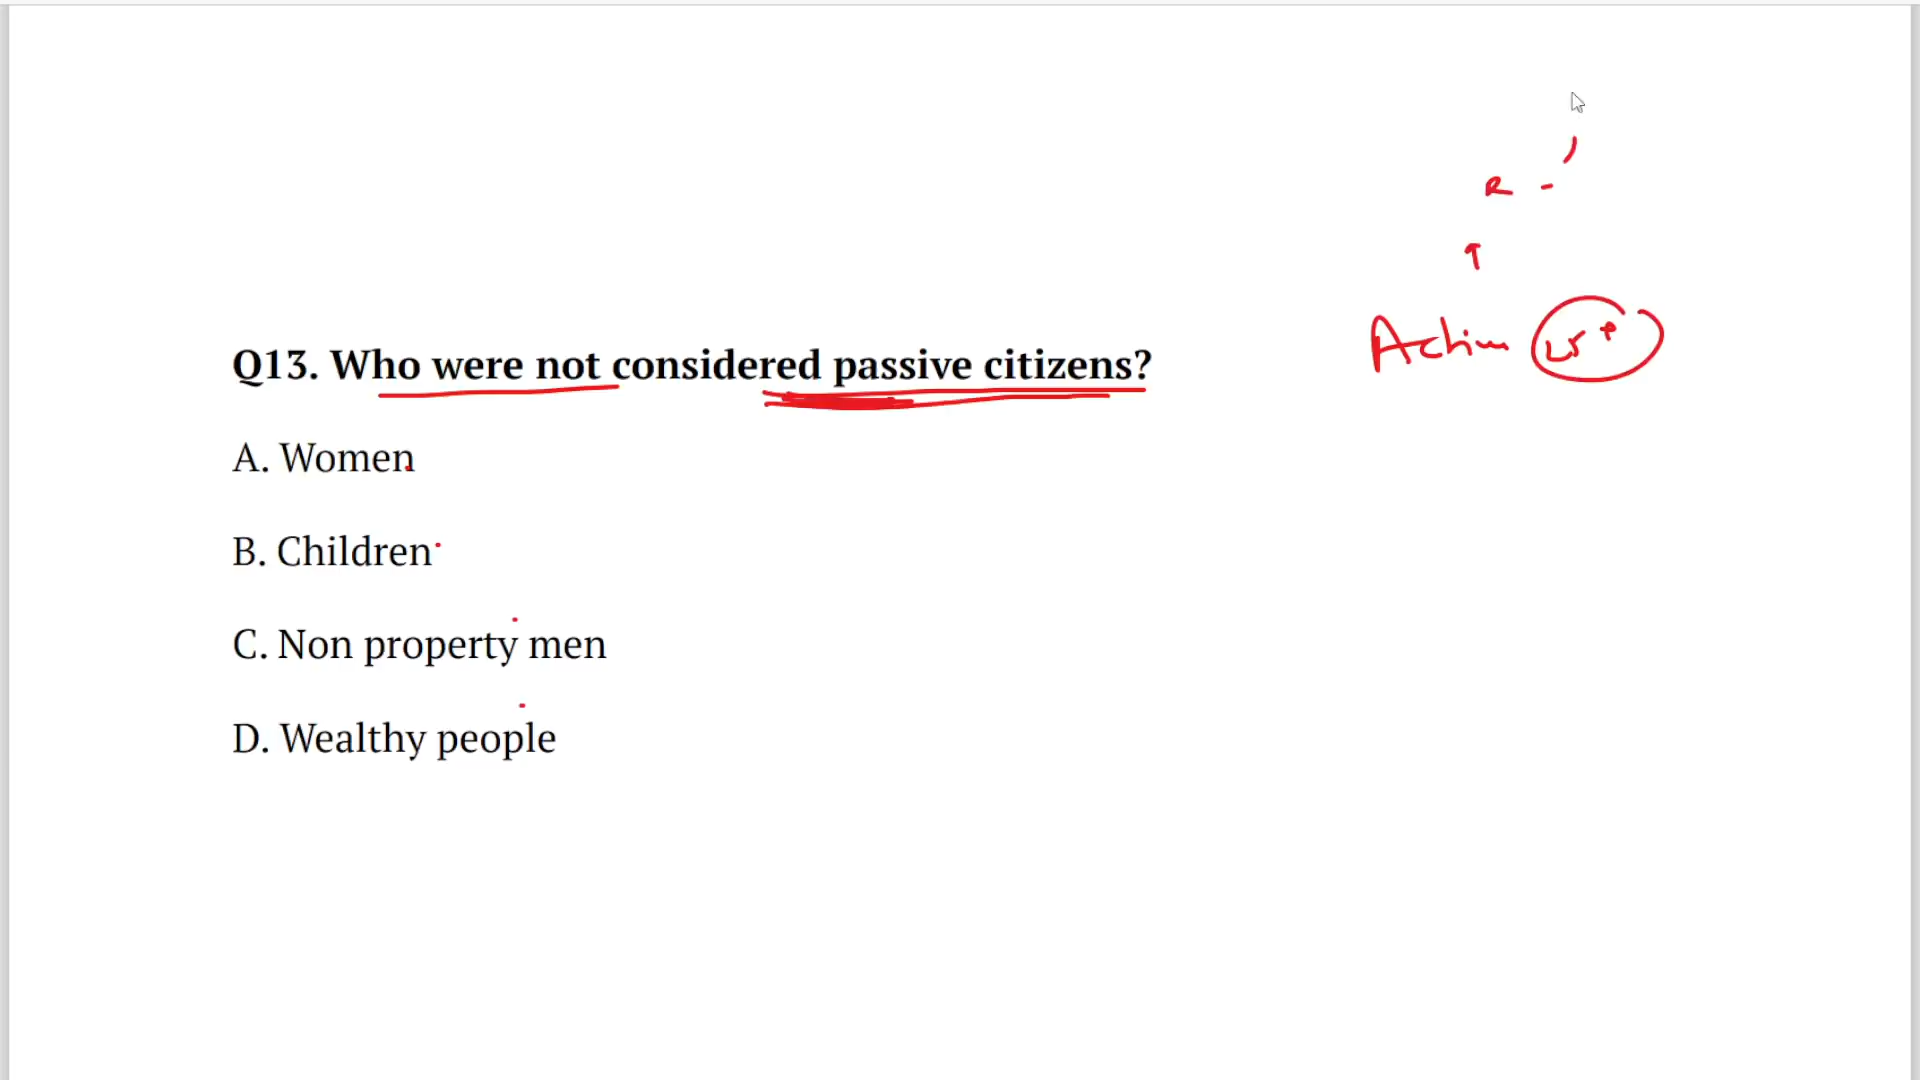 Q13. Who were not considered passive citizens?
A. Women
B. Children
C. Non property men
D. Wealthy people
R -
Active